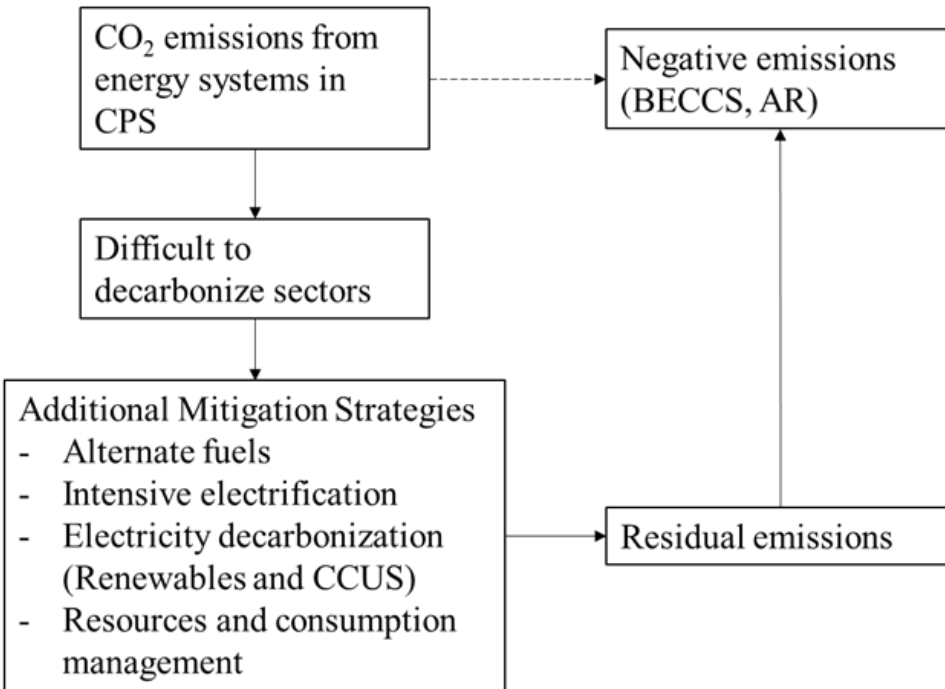 CO₂ emissions from
energy systems in
CPS
Negative emissions
(BECCS, AR)
Difficult to
decarbonize sectors
Additional Mitigation Strategies
- Alternate fuels
- Intensive electrification
- Electricity decarbonization
(Renewables and CCUS)
- Resources and consumption
management
Residual emissions